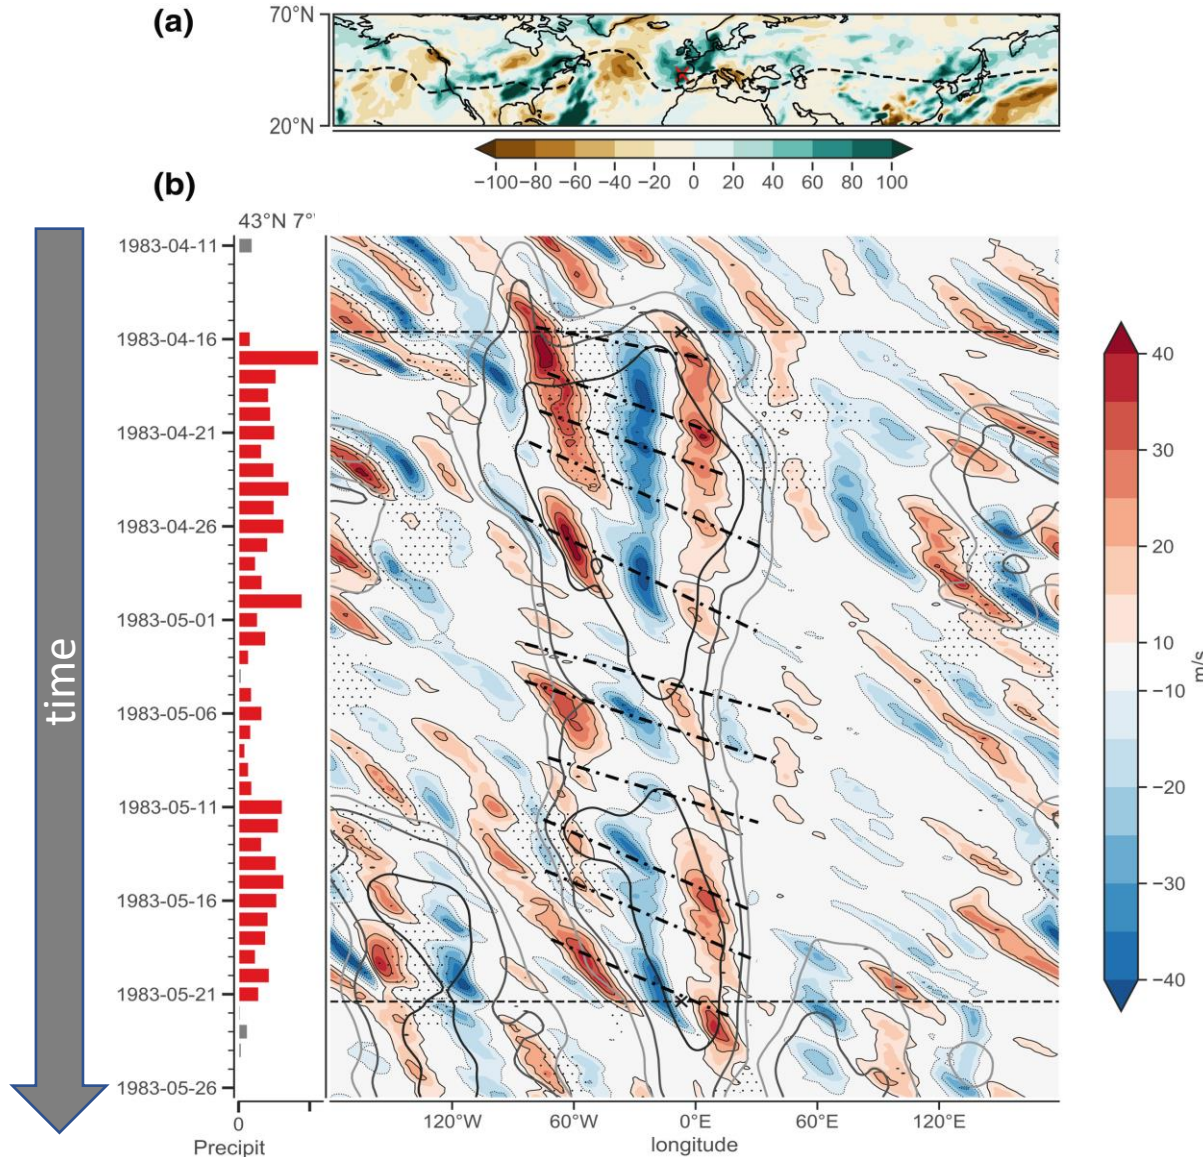 (a)
70°N
20°N
−100 −80 −60 −40 −20 0 20 40 60 80 100
(b)
43°N 7°
time
1983-04-11
1983-04-16
1983-04-21
1983-04-26
1983-05-01
1983-05-06
1983-05-11
1983-05-16
1983-05-21
1983-05-26
0
Precipit
120°W 60°W 0°E 60°E 120°E
longitude
40
30
20
10
−10
−20
−30
−40
m/s